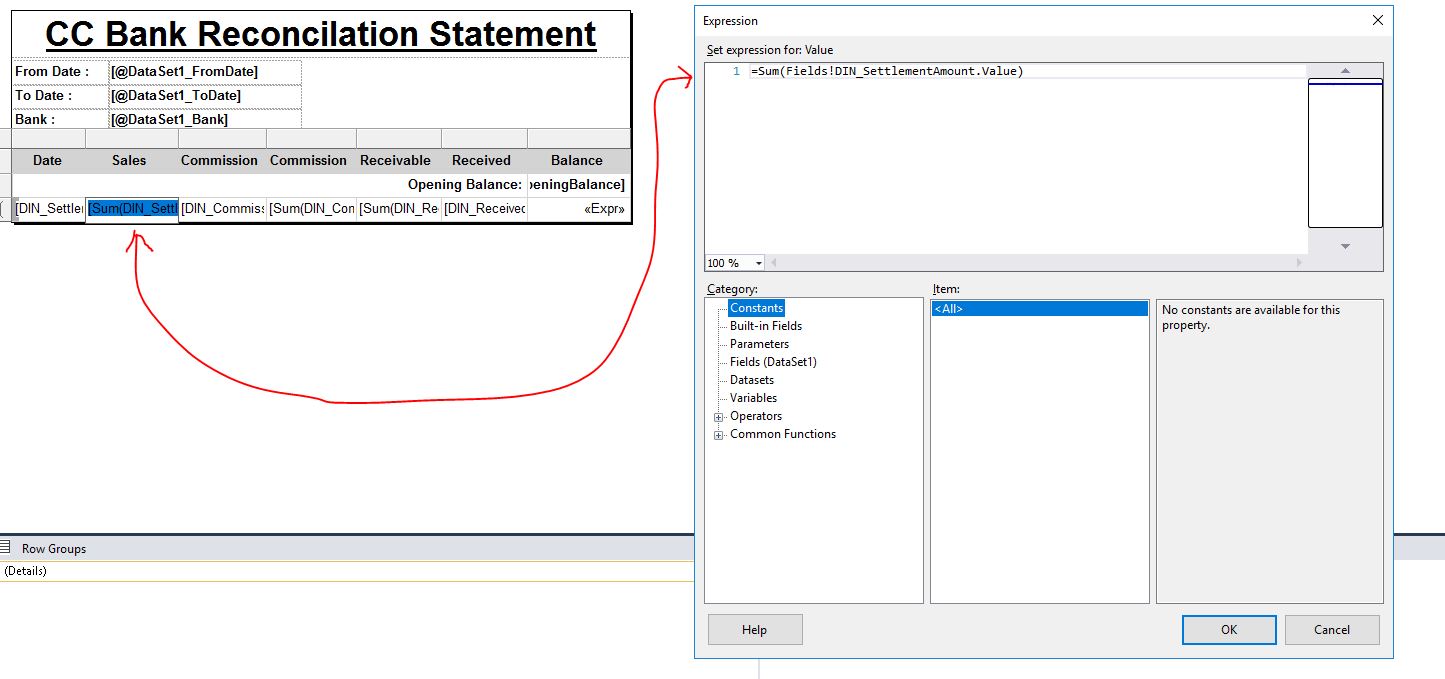 CC Bank Reconcilation Statement
From Date : [@DataSet1_FromDate]
To Date : [@DataSet1_ToDate]
Bank : [@DataSet1_Bank]
Date Sales Commission Commission Receivable Received Balance
Opening Balance: peningBalance]
[DIN_Settler [Sum(DIN_Settl [DIN_Commiss [Sum(DIN_Con [Sum(DIN_Re [DIN_Received «Expr»
Row Groups
(Details)
Expression
Set expression for: Value
1 =Sum(Fields!DIN_SettlementAmount.Value)
100 %
Category:
Constants
Built-in Fields
Parameters
Fields (DataSet1)
Datasets
Variables
Operators
Common Functions
Item:
<All>
No constants are available for this
property.
Help OK Cancel